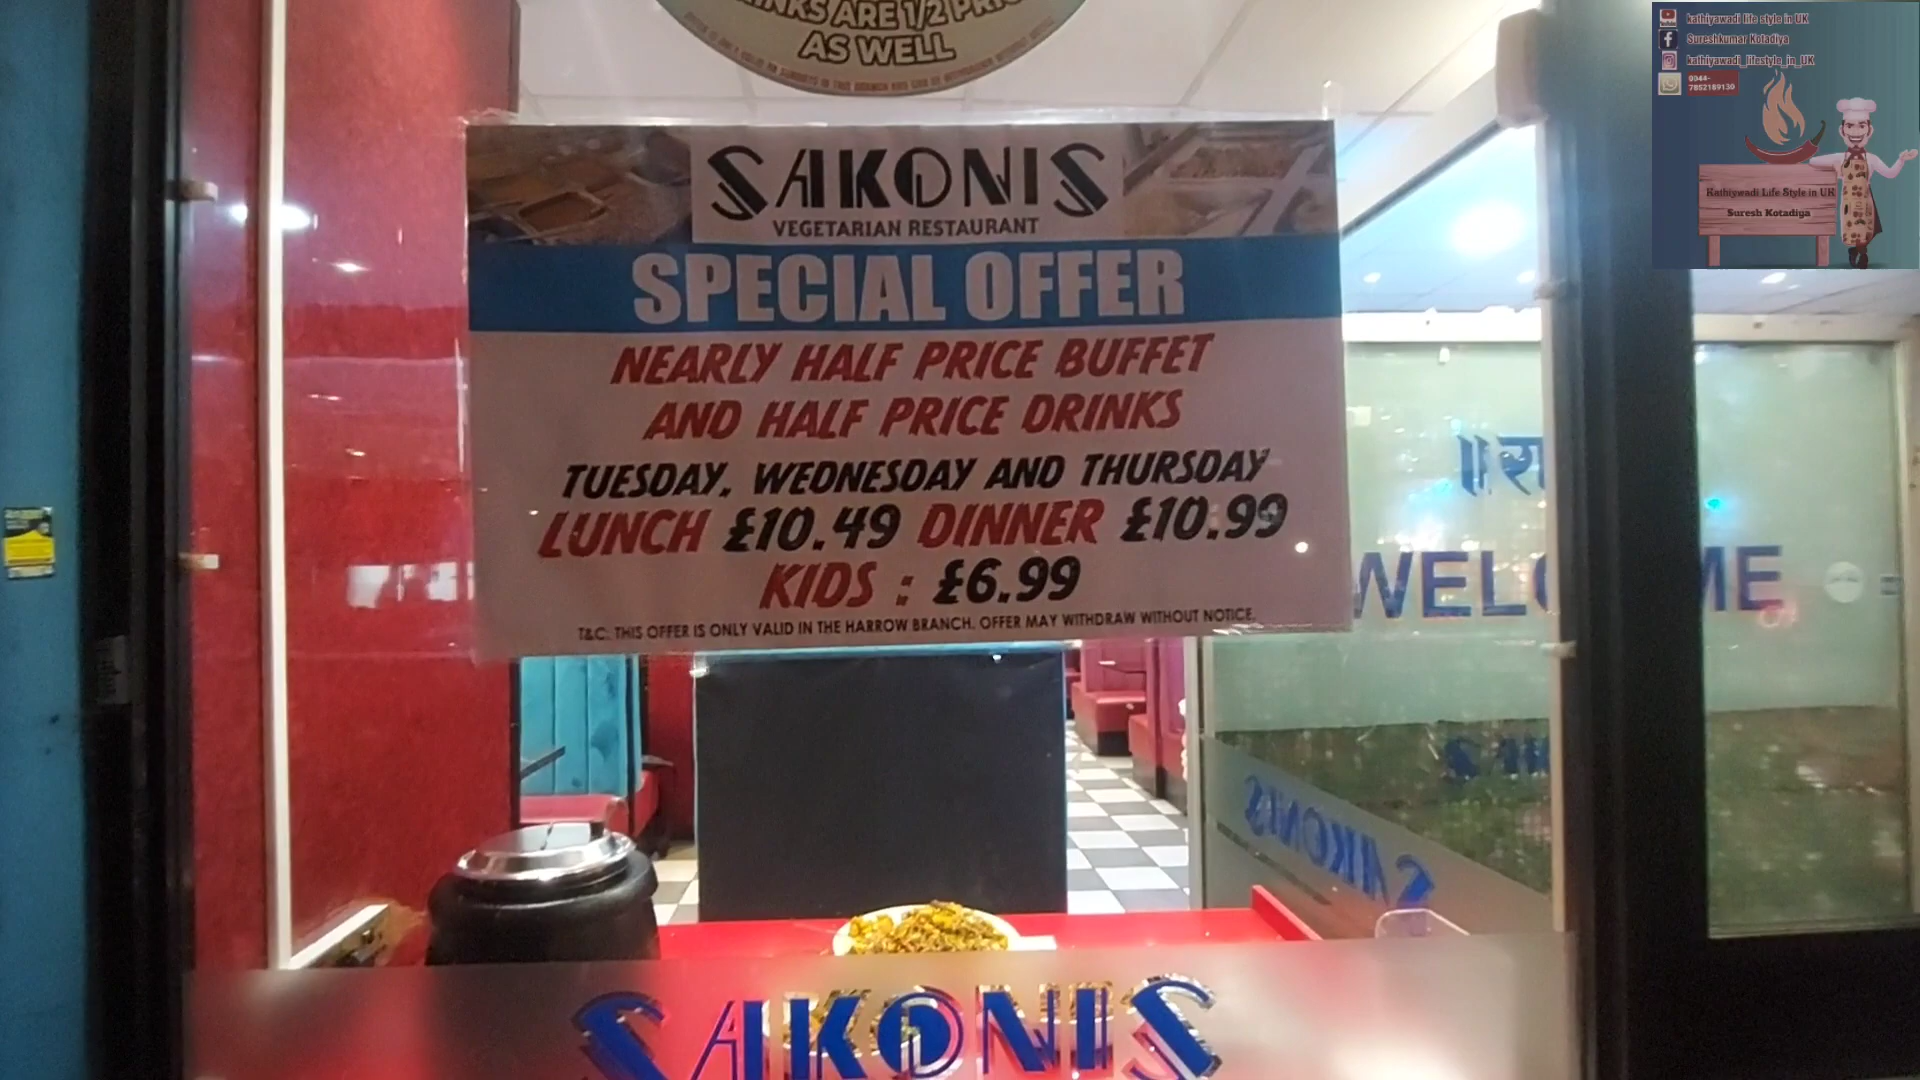 INKS ARE 1/2 PRI
AS WELL
SAKONIS
VEGETARIAN RESTAURANT
SPECIAL OFFER
NEARLY HALF PRICE BUFFET
AND HALF PRICE DRINKS
TUESDAY, WEDNESDAY AND THURSDAY
LUNCH £10.49 DINNER £10.99
KIDS : £6.99
T&C: THIS OFFER IS ONLY VALID IN THE HARROW BRANCH. OFFER MAY WITHDRAW WITHOUT NOTICE.
SAKONIS
WELCOME
SAKONIS
kathiyawadi life style in UK
Sureshkumar Kotadiya
kathiyawadi_lifestyle_in_UK
0044-
7852189130
Kathiywadi Life Style in UK
Suresh Kotadiya